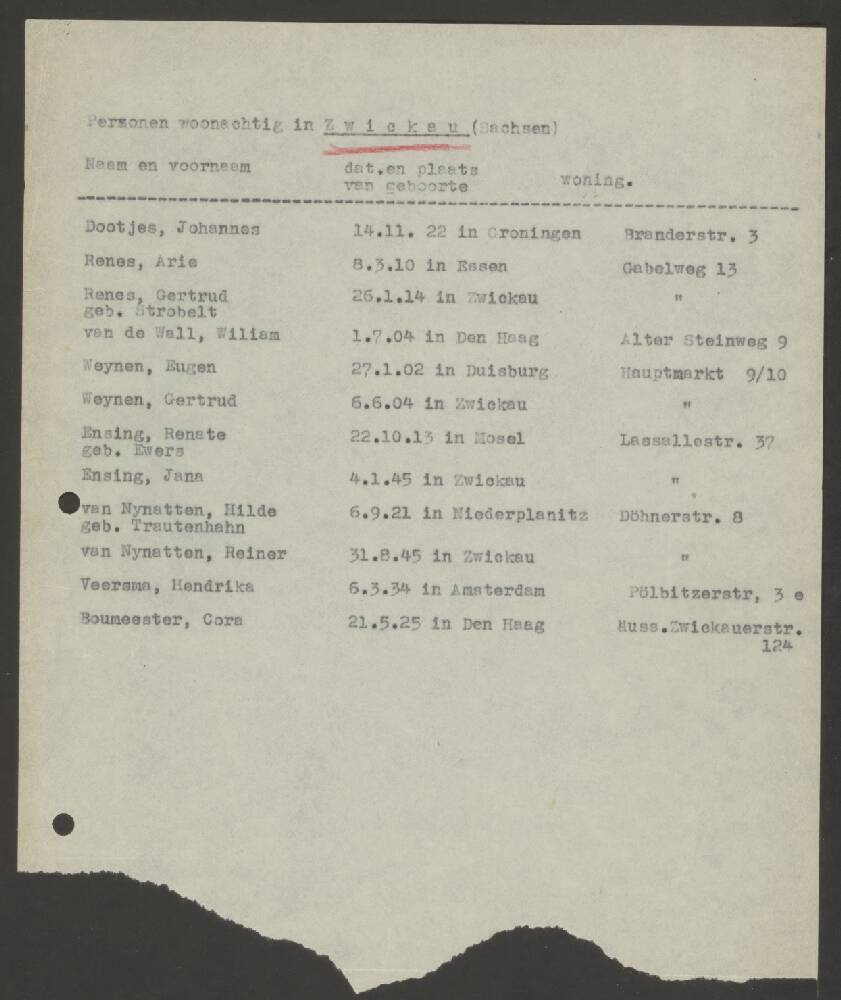 Personen woonachtig in Zwickau (Sachsen)
Naam en voornaam dat.en plaats woning.
van geboorte
Dootjes, Johannes 14.11. 22 in Groningen Branderstr. 3
Renes, Arie 8.3.10 in Essen Gabelweg 13
Renes, Gertrud 26.1.14 in Zwickau "
geb. Strobelt
van de Wall, Wiliam 1.7.04 in Den Haag Alter Steinweg 9
Weynen, Eugen 27.1.02 in Duisburg Hauptmarkt 9/10
Weynen, Gertrud 6.6.04 in Zwickau "
Ensing, Renate 22.10.13 in Mosel Lassallestr. 37
geb. Ewers
Ensing, Jana 4.1.45 in Zwickau "
van Nynatten, Hilde 6.9.21 in Niederplanitz Döhnerstr. 8
geb. Trautenhahn
van Nynatten, Reiner 31.8.45 in Zwickau "
Veersma, Hendrika 6.3.34 in Amsterdam Pölbitzerstr, 3 e
Boumeester, Cora 21.5.25 in Den Haag Äuss.Zwickauerstr.
124